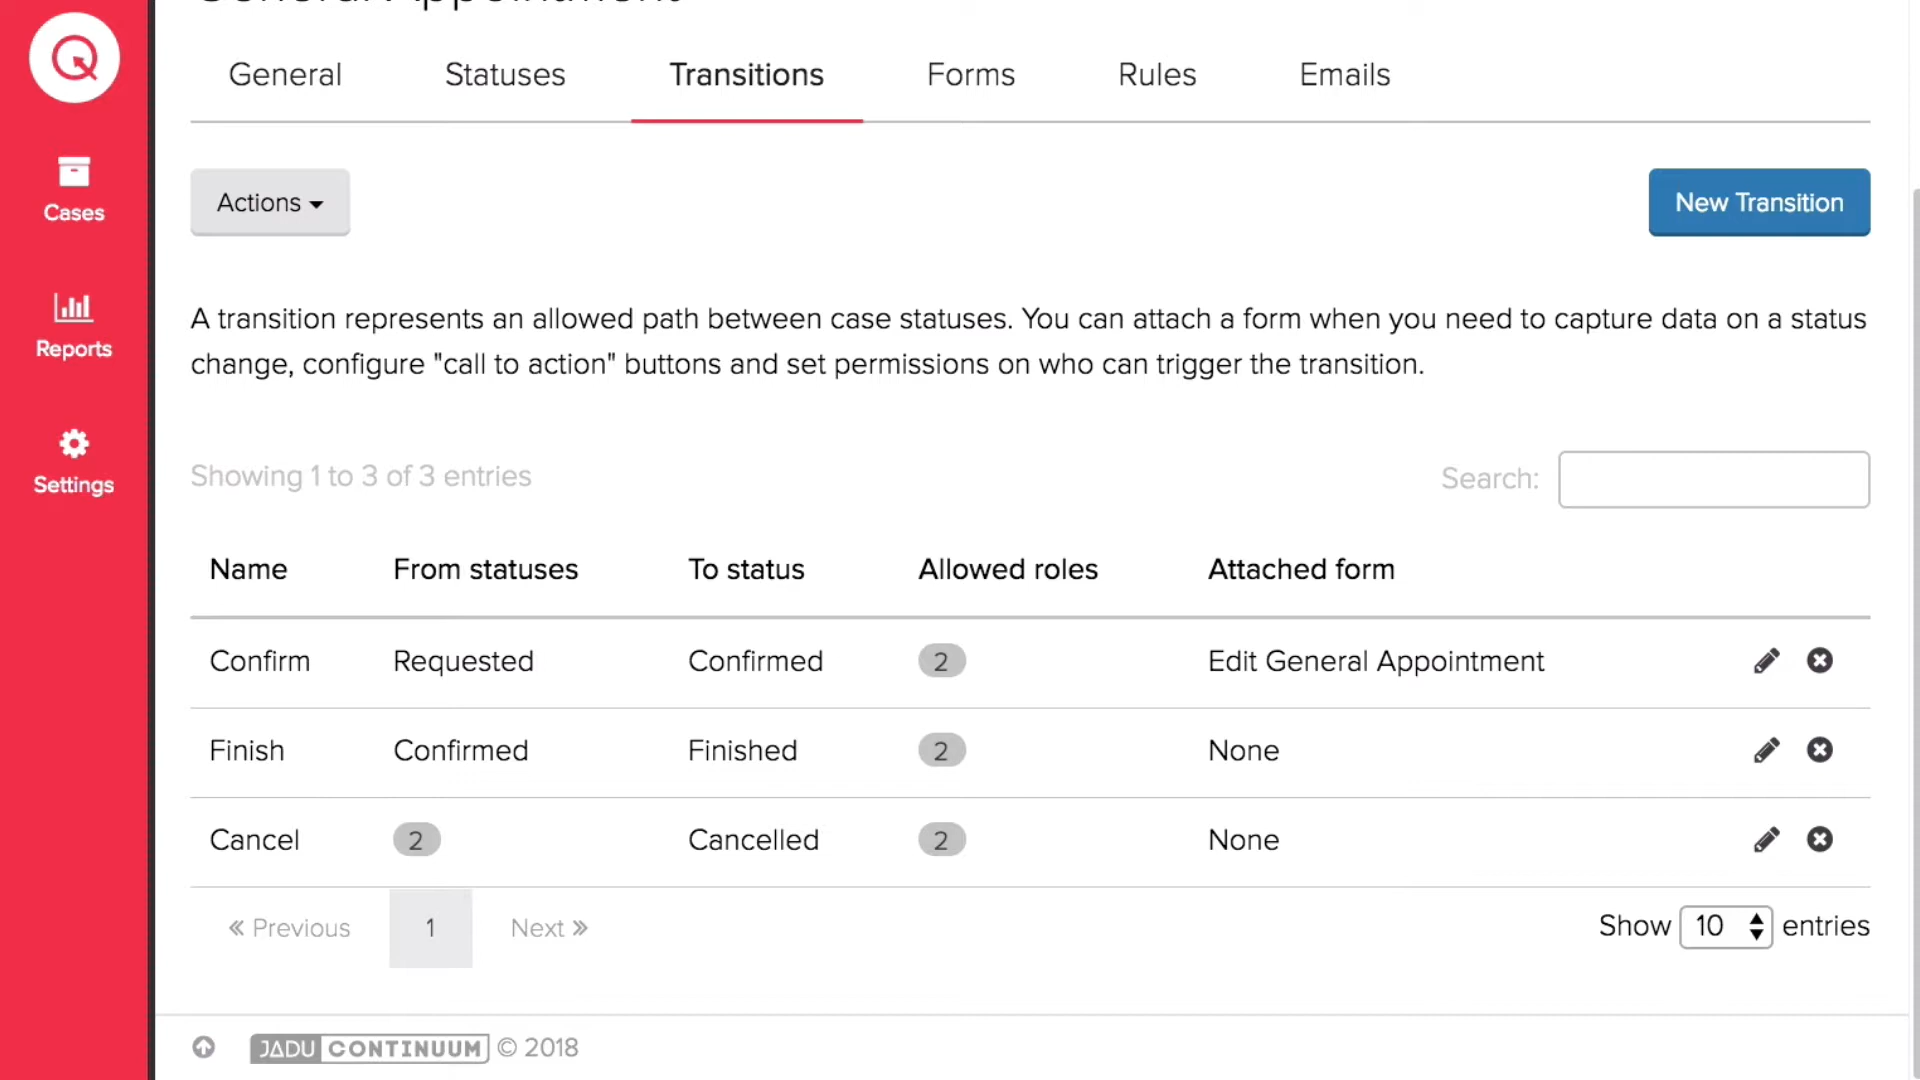 General Appointment
General Statuses Transitions Forms Rules Emails
Cases
Reports
Settings
Actions
New Transition
A transition represents an allowed path between case statuses. You can attach a form when you need to capture data on a status
change, configure "call to action" buttons and set permissions on who can trigger the transition.
Showing 1 to 3 of 3 entries
Search:
Name From statuses To status Allowed roles Attached form
Confirm Requested Confirmed 2 Edit General Appointment
Finish Confirmed Finished 2 None
Cancel 2 Cancelled 2 None
« Previous 1 Next »
Show 10 entries
JADU CONTINUUM © 2018